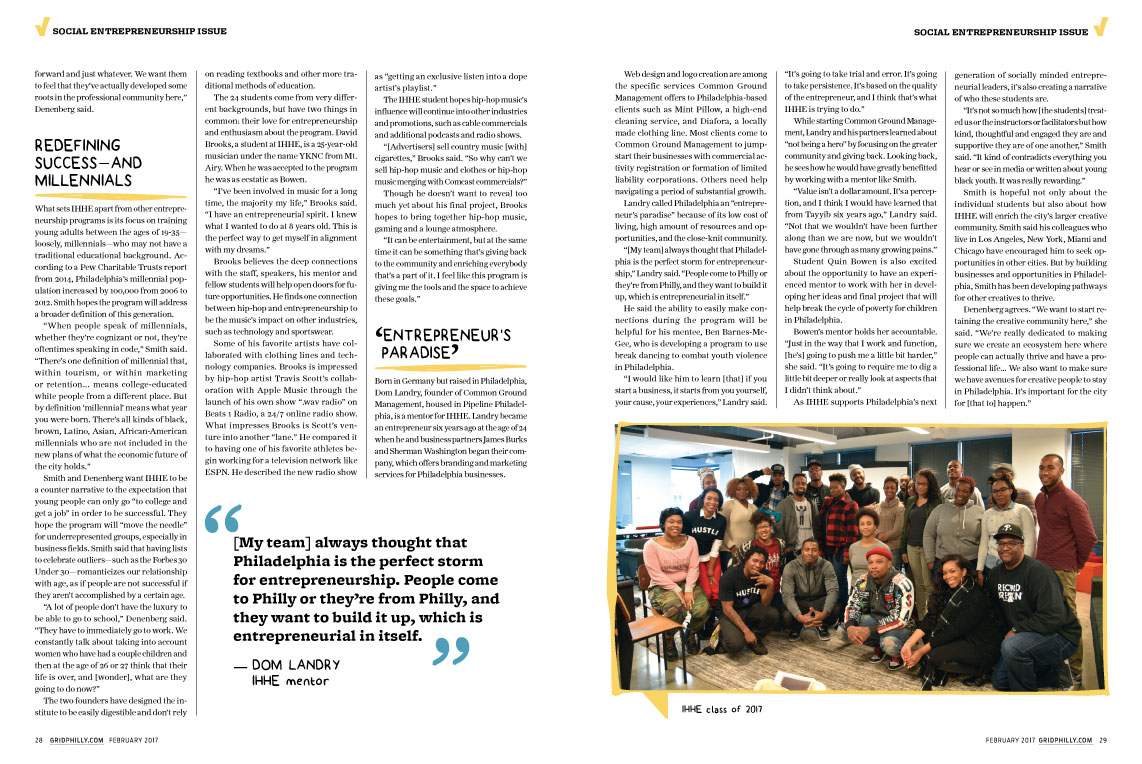 SOCIAL ENTREPRENEURSHIP ISSUE
forward and just whatever. We want them
to feel that they've actually developed some
roots in the professional community here,"
Denenberg said.
REDEFINING
SUCCESS—AND
MILLENNIALS
What sets IHHE apart from other entrepre-
neurship programs is its focus on training
young adults between the ages of 19-35—
loosely, millennials—who may not have a
traditional educational background. Ac-
cording to a Pew Charitable Trusts report
from 2014, Philadelphia's millennial pop-
ulation increased by 100,000 from 2006 to
2012. Smith hopes the program will address
a broader definition of this generation.
"When people speak of millennials,
whether they're cognizant or not, they're
oftentimes speaking in code," Smith said.
"There's one definition of millennial that,
within tourism, or within marketing
or retention... means college-educated
white people from a different place. But
by definition 'millennial' means what year
you were born. There's all kinds of black,
brown, Latino, Asian, African-American
millennials who are not included in the
new plans of what the economic future of
the city holds."
Smith and Denenberg want IHHE to be
a counter narrative to the expectation that
young people can only go "to college and
get a job" in order to be successful. They
hope the program will "move the needle"
for underrepresented groups, especially in
business fields. Smith said that having lists
to celebrate outliers—such as the Forbes 30
Under 30—romanticizes our relationship
with age, as if people are not successful if
they aren't accomplished by a certain age.
"A lot of people don't have the luxury to
be able to go to school," Denenberg said.
"They have to immediately go to work. We
constantly talk about taking into account
women who have had a couple children and
then at the age of 26 or 27 think that their
life is over, and [wonder], what are they
going to do now?"
The two founders have designed the in-
stitute to be easily digestible and don't rely
on reading textbooks and other more tra-
ditional methods of education.
The 24 students come from very differ-
ent backgrounds, but have two things in
common: their love for entrepreneurship
and enthusiasm about the program. David
Brooks, a student at IHHE, is a 25-year-old
musician under the name YKNC from Mt.
Airy. When he was accepted to the program
he was as ecstatic as Bowen.
"I've been involved in music for a long
time, the majority my life," Brooks said.
"I have an entrepreneurial spirit. I knew
what I wanted to do at 8 years old. This is
the perfect way to get myself in alignment
with my dreams."
Brooks believes the deep connections
with the staff, speakers, his mentor and
fellow students will help open doors for fu-
ture opportunities. He finds one connection
between hip-hop and entrepreneurship to
be the music's impact on other industries,
such as technology and sportswear.
Some of his favorite artists have col-
laborated with clothing lines and tech-
nology companies. Brooks is impressed
by hip-hop artist Travis Scott's collab-
oration with Apple Music through the
launch of his own show ".wav radio" on
Beats 1 Radio, a 24/7 online radio show.
What impresses Brooks is Scott's ven-
ture into another "lane." He compared it
to having one of his favorite athletes be-
gin working for a television network like
ESPN. He described the new radio show
as "getting an exclusive listen into a dope
artist's playlist."
The IHHE student hopes hip-hop music's
influence will continue into other industries
and promotions, such as cable commercials
and additional podcasts and radio shows.
"[Advertisers] sell country music [with]
cigarettes," Brooks said. "So why can't we
sell hip-hop music and clothes or hip-hop
music merging with Comcast commercials?"
Though he doesn't want to reveal too
much yet about his final project, Brooks
hopes to bring together hip-hop music,
gaming and a lounge atmosphere.
"It can be entertainment, but at the same
time it can be something that's giving back
to the community and enriching everybody
that's a part of it. I feel like this program is
giving me the tools and the space to achieve
these goals."
'ENTREPRENEUR'S
PARADISE'
Born in Germany but raised in Philadelphia,
Dom Landry, founder of Common Ground
Management, housed in Pipeline Philadel-
phia, is a mentor for IHHE. Landry became
an entrepreneur six years ago at the age of 24
when he and business partners James Burks
and Sherman Washington began their com-
pany, which offers branding and marketing
services for Philadelphia businesses.
"[My team] always thought that
Philadelphia is the perfect storm
for entrepreneurship. People come
to Philly or they're from Philly, and
they want to build it up, which is
entrepreneurial in itself."
— DOM LANDRY
IHHE mentor
28 GRIDPHILLY.COM FEBRUARY 2017
SOCIAL ENTREPRENEURSHIP ISSUE
Web design and logo creation are among
the specific services Common Ground
Management offers to Philadelphia-based
clients such as Mint Pillow, a high-end
cleaning service, and Diafora, a locally
made clothing line. Most clients come to
Common Ground Management to jump-
start their businesses with commercial ac-
tivity registration or formation of limited
liability corporations. Others need help
navigating a period of substantial growth.
Landry called Philadelphia an "entrepre-
neur's paradise" because of its low cost of
living, high amount of resources and op-
portunities, and the close-knit community.
"[My team] always thought that Philadel-
phia is the perfect storm for entrepreneur-
ship," Landry said. "People come to Philly or
they're from Philly, and they want to build it
up, which is entrepreneurial in itself."
He said the ability to easily make con-
nections during the program will be
helpful for his mentee, Ben Barnes-Mc-
Gee, who is developing a program to use
break dancing to combat youth violence
in Philadelphia.
"I would like him to learn [that] if you
start a business, it starts from you yourself,
your cause, your experiences," Landry said.
"It's going to take trial and error. It's going
to take persistence. It's based on the quality
of the entrepreneur, and I think that's what
IHHE is trying to do."
While starting Common Ground Manage-
ment, Landry and his partners learned about
"not being a hero" by focusing on the greater
community and giving back. Looking back,
he sees how he would have greatly benefitted
by working with a mentor like Smith.
"Value isn't a dollar amount. It's a percep-
tion, and I think I would have learned that
from Tayyib six years ago," Landry said.
"Not that we wouldn't have been further
along than we are now, but we wouldn't
have gone through as many growing pains."
Student Quin Bowen is also excited
about the opportunity to have an experi-
enced mentor to work with her in devel-
oping her ideas and final project that will
help break the cycle of poverty for children
in Philadelphia.
Bowen's mentor holds her accountable.
"Just in the way that I work and function,
[he's] going to push me a little bit harder,"
she said. "It's going to require me to dig a
little bit deeper or really look at aspects that
I didn't think about."
As IHHE supports Philadelphia's next
generation of socially minded entrepre-
neurial leaders, it's also creating a narrative
of who these students are.
"It's not so much how [the students] treat-
ed us or the instructors or facilitators but how
kind, thoughtful and engaged they are and
supportive they are of one another," Smith
said. "It kind of contradicts everything you
hear or see in media or written about young
black youth. It was really rewarding."
Smith is hopeful not only about the
individual students but also about how
IHHE will enrich the city's larger creative
community. Smith said his colleagues who
live in Los Angeles, New York, Miami and
Chicago have encouraged him to seek op-
portunities in other cities. But by building
businesses and opportunities in Philadel-
phia, Smith has been developing pathways
for other creatives to thrive.
Denenberg agrees. "We want to start re-
taining the creative community here," she
said. "We're really dedicated to making
sure we create an ecosystem here where
people can actually thrive and have a pro-
fessional life... We also want to make sure
we have avenues for creative people to stay
in Philadelphia. It's important for the city
for [that to] happen."
HUSTLE
HUSTLE
IHHE class of 2017
FEBRUARY 2017 GRIDPHILLY.COM 29